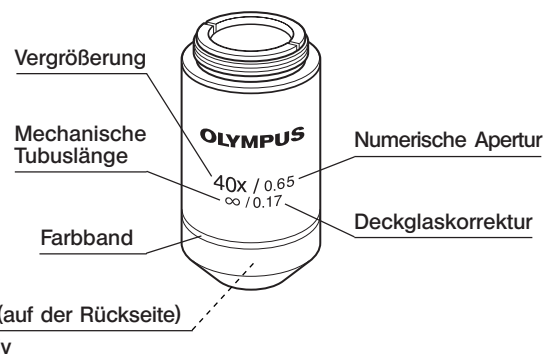 Vergrößerung
Mechanische
Tubuslänge
OLYMPUS
Numerische Apertur
40x / 0.65
∞ / 0.17
Deckglaskorrektur
Farbband
(auf der Rückseite)